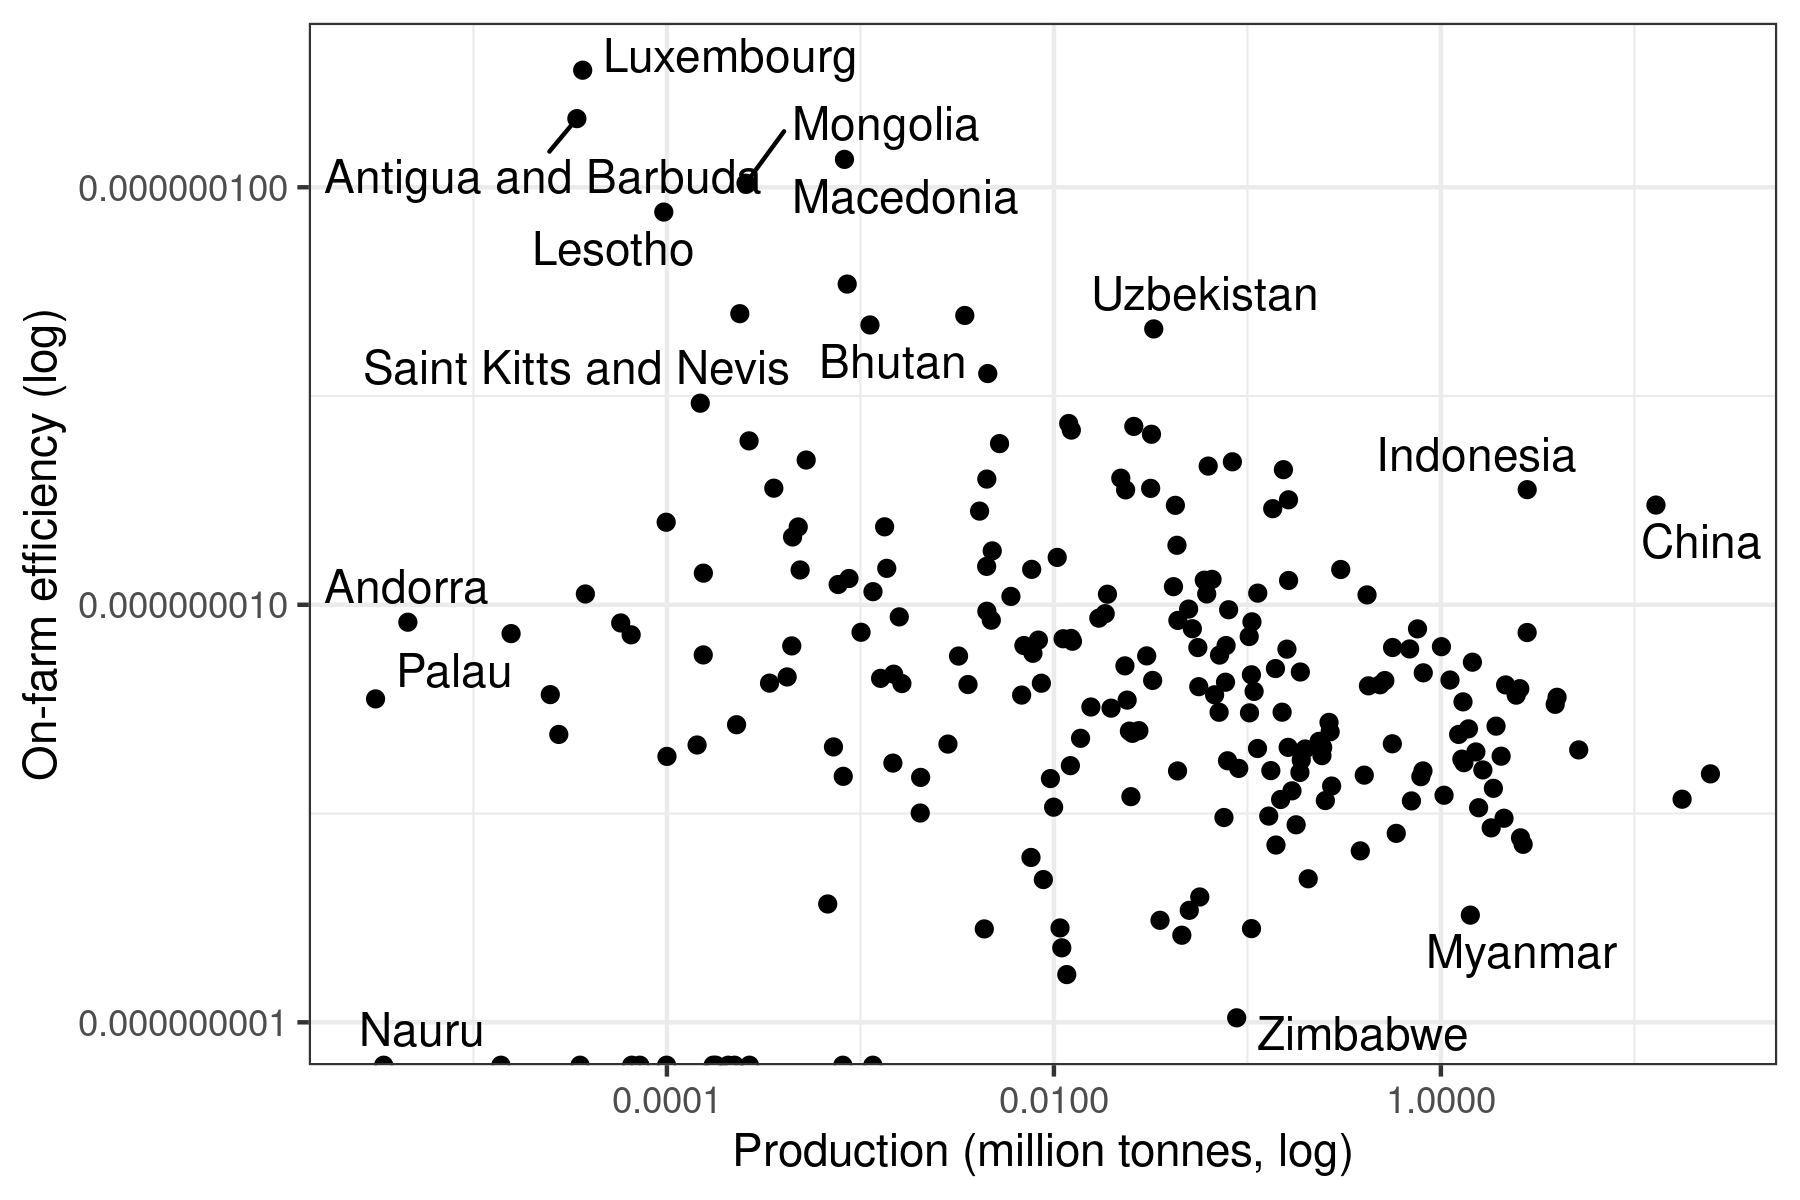 Luxembourg
Mongolia
Antigua and Barbuda
Macedonia
Lesotho
Uzbekistan
Saint Kitts and Nevis
Bhutan
Indonesia
China
Andorra
Palau
Myanmar
Nauru
Zimbabwe
On-farm efficiency (log)
0.000000100
0.000000010
0.000000001
0.0001
0.0100
1.0000
Production (million tonnes, log)